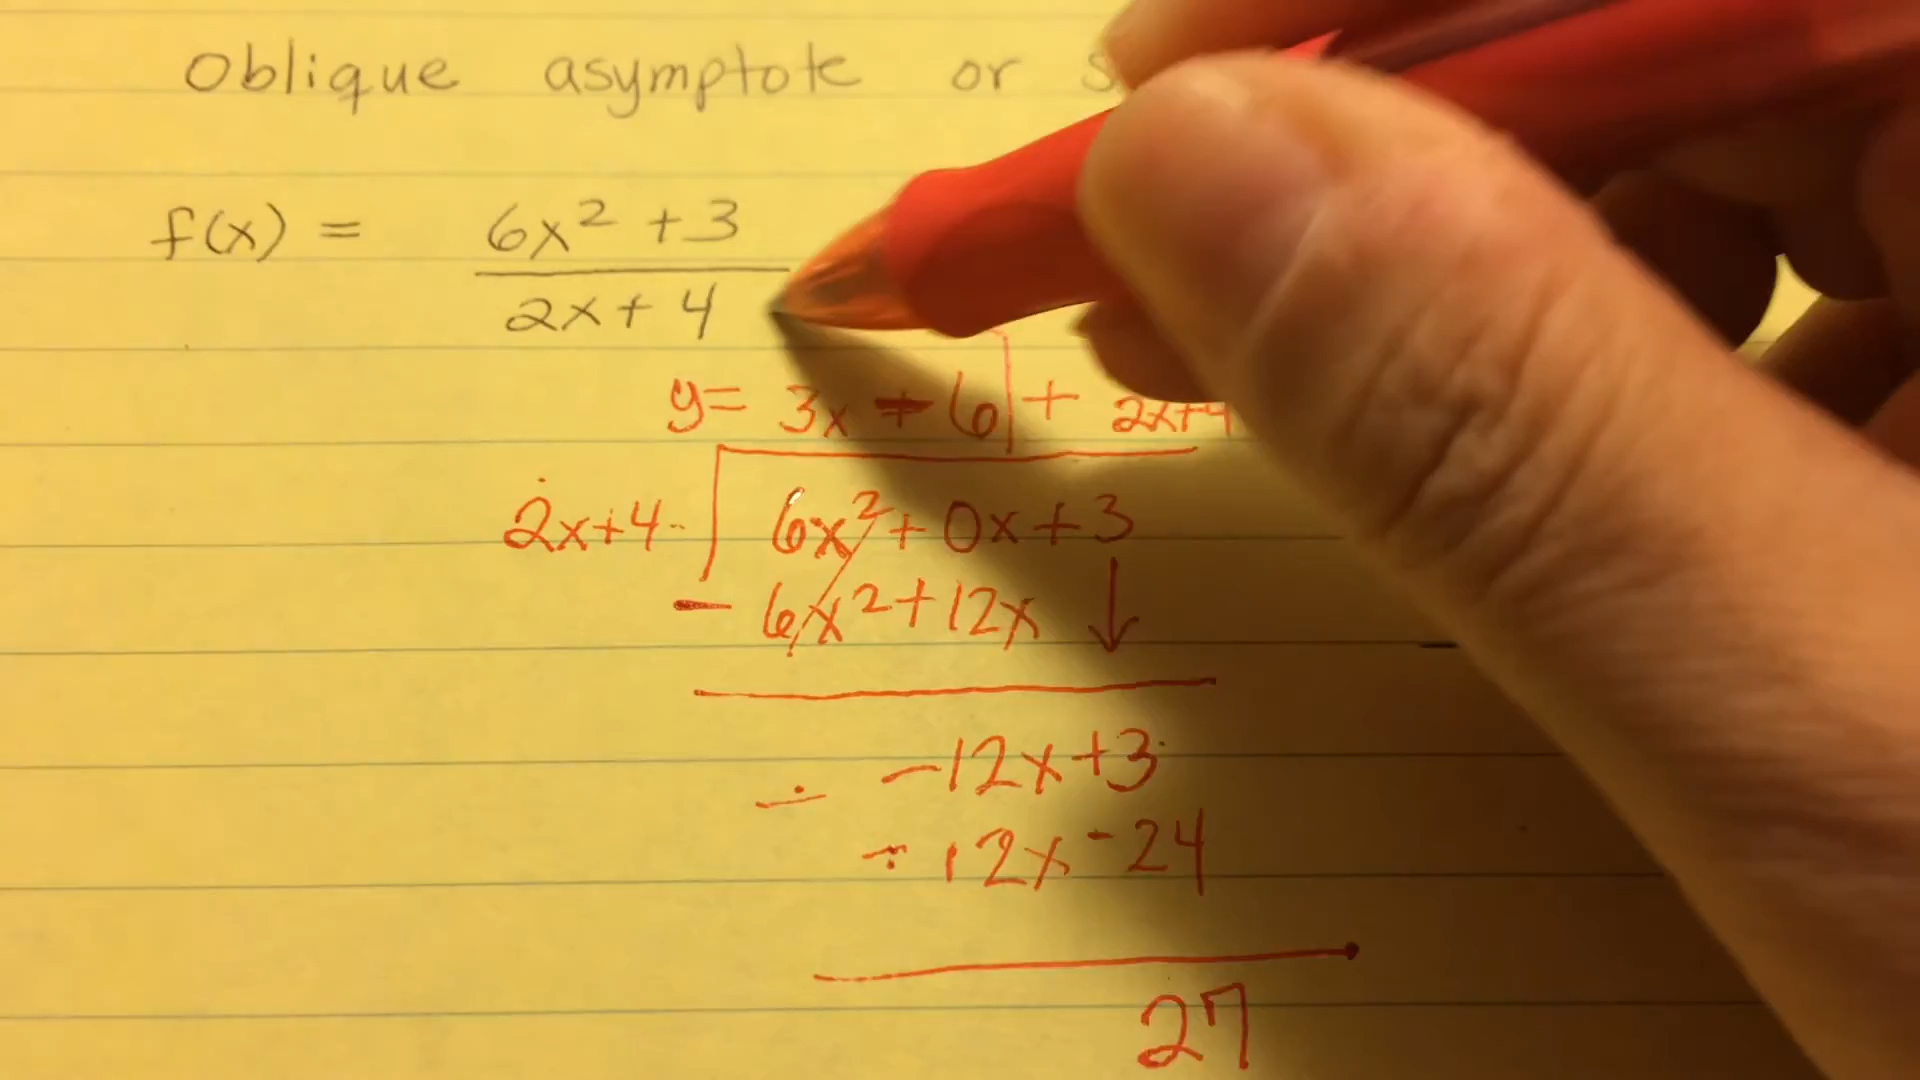 Oblique asymptote or
f(x) = 6x² + 3
2x + 4
y = 3x - 6 + 2x+4
2x+4 6x² + 0x + 3
- 6x² + 12x ↓
- -12x + 3
+ 12x - 24
27